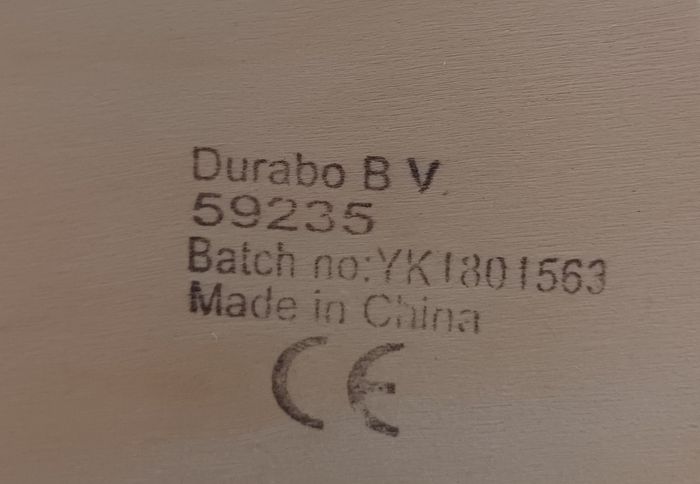 Durabo B V
59235
Batch no:YK1801563
Made in China
CE